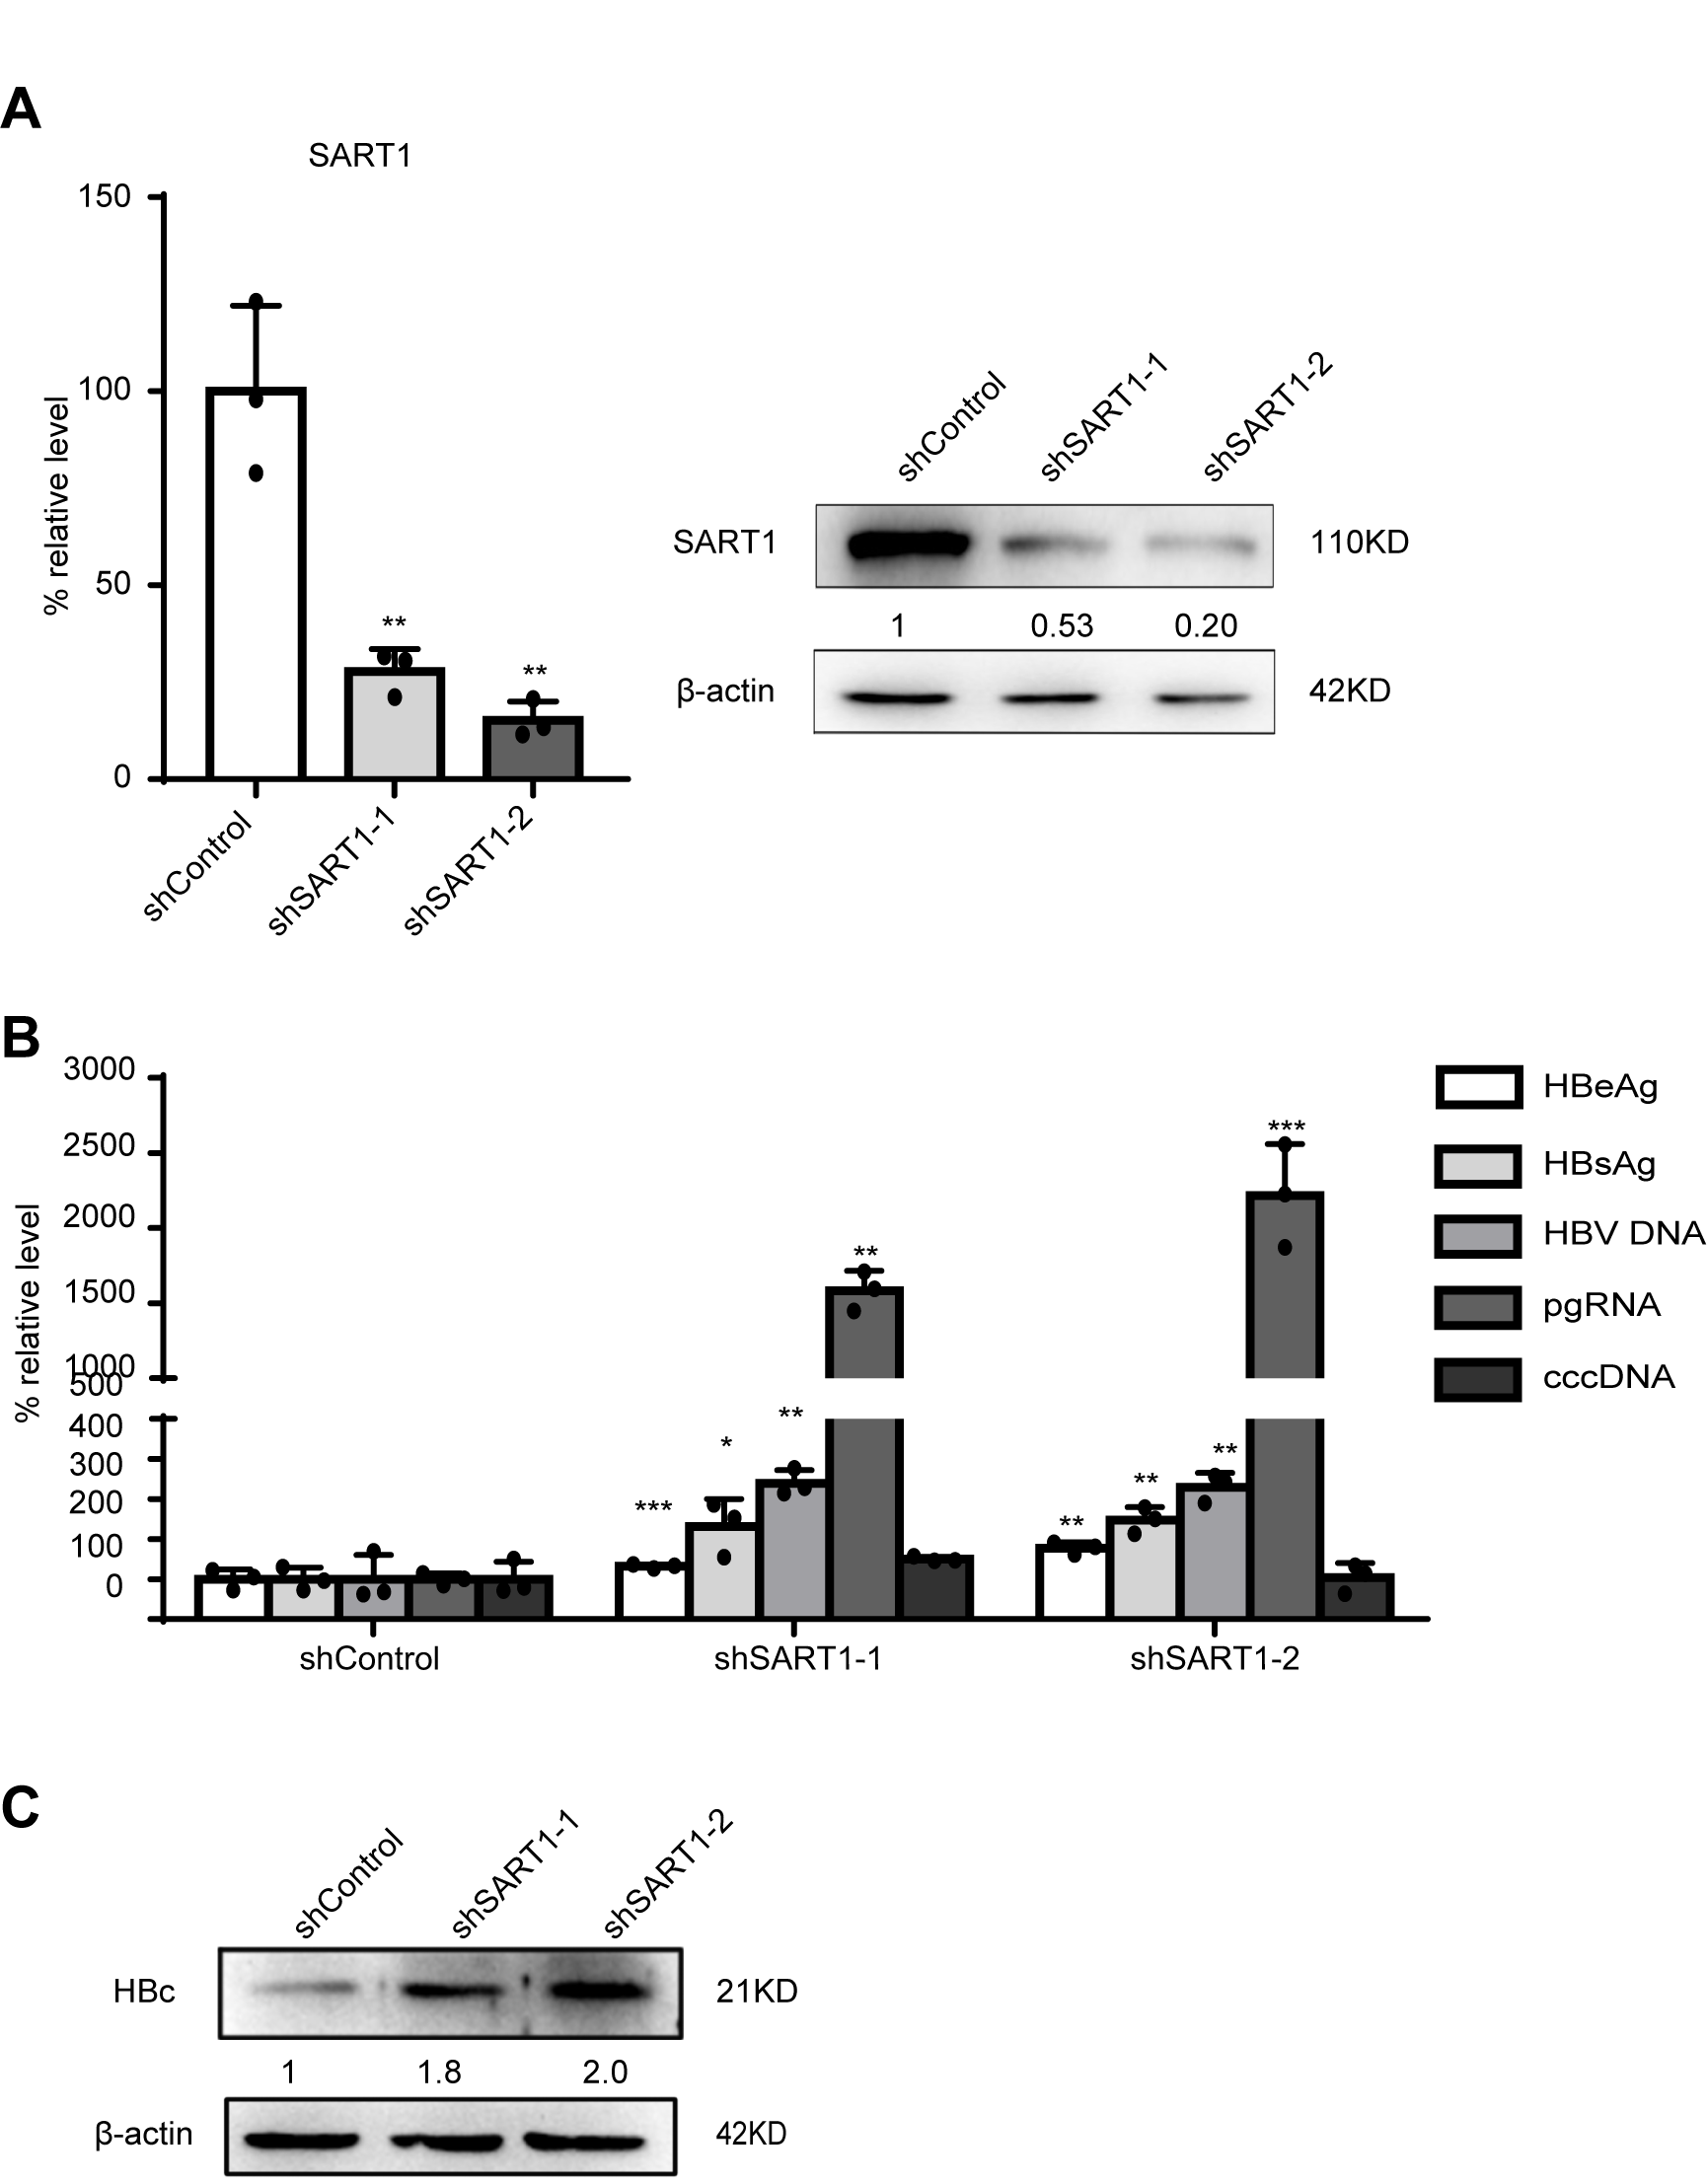 A
SART1
150
100
50
0
% relative level
**
**
shControl
shSART1-1
shSART1-2
shControl
shSART1-1
shSART1-2
SART1
110KD
1 0.53 0.20
β-actin
42KD
B
3000
2500
2000
1500
1000
500
400
300
200
100
0
% relative level
***
*
**
**
**
**
**
***
shControl
shSART1-1
shSART1-2
HBeAg
HBsAg
HBV DNA
pgRNA
cccDNA
C
shControl
shSART1-1
shSART1-2
HBc
21KD
1 1.8 2.0
β-actin
42KD